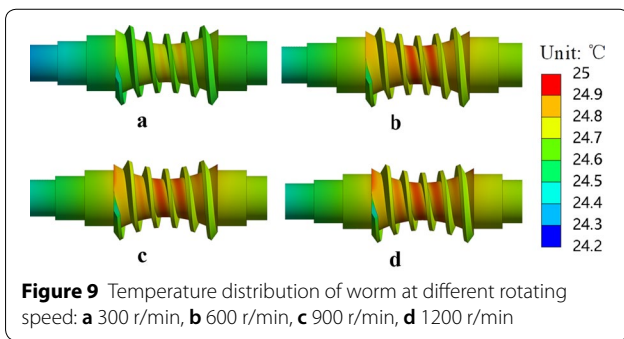 Unit: ℃
25
24.9
24.8
24.7
24.6
24.5
24.4
24.3
24.2
a
b
c
d
Figure 9 Temperature distribution of worm at different rotating
speed: a 300 r/min, b 600 r/min, c 900 r/min, d 1200 r/min